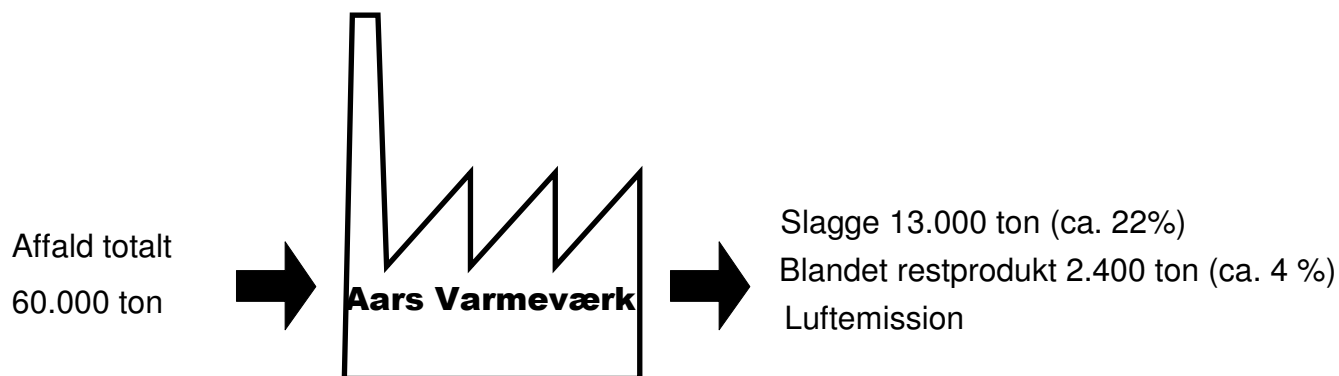 Affald totalt
60.000 ton
Aars Varmeværk
Slagge 13.000 ton (ca. 22%)
Blandet restprodukt 2.400 ton (ca. 4 %)
Luftemission